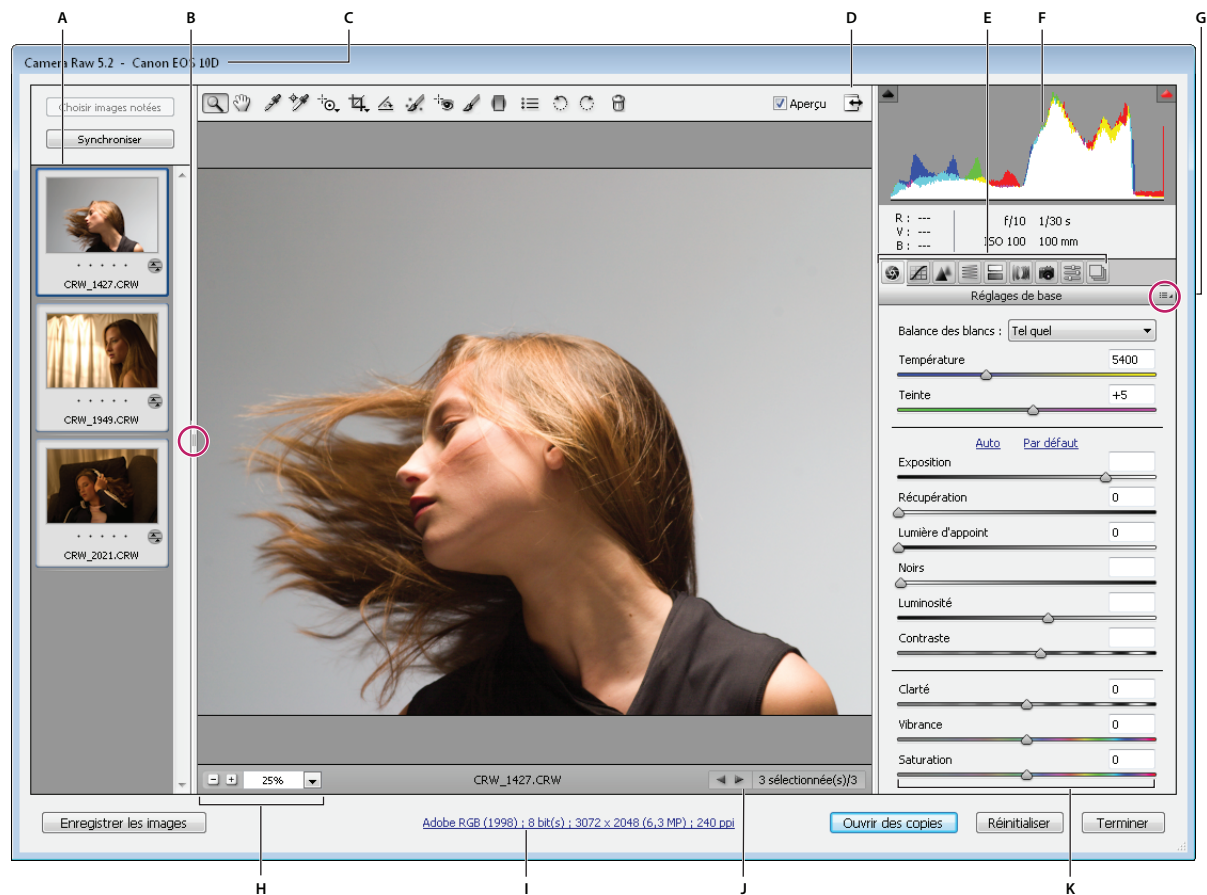 A B C D E F G
Camera Raw 5.2 - Canon EOS 10D
Choisir images notées
Synchroniser
Aperçu
CRW_1427.CRW
CRW_1949.CRW
CRW_2021.CRW
R : ---
V : ---
B : ---
f/10 1/30 s
ISO 100 100 mm
Réglages de base
Balance des blancs : Tel quel
Température 5400
Teinte +5
Auto Par défaut
Exposition
Récupération 0
Lumière d'appoint 0
Noirs
Luminosité
Contraste
Clarté 0
Vibrance 0
Saturation 0
25%
CRW_1427.CRW
3 sélectionnée(s)/3
Enregistrer les images
Adobe RGB (1998) ; 8 bit(s) ; 3072 x 2048 (6,3 MP) ; 240 ppi
Ouvrir des copies
Réinitialiser
Terminer
H I J K